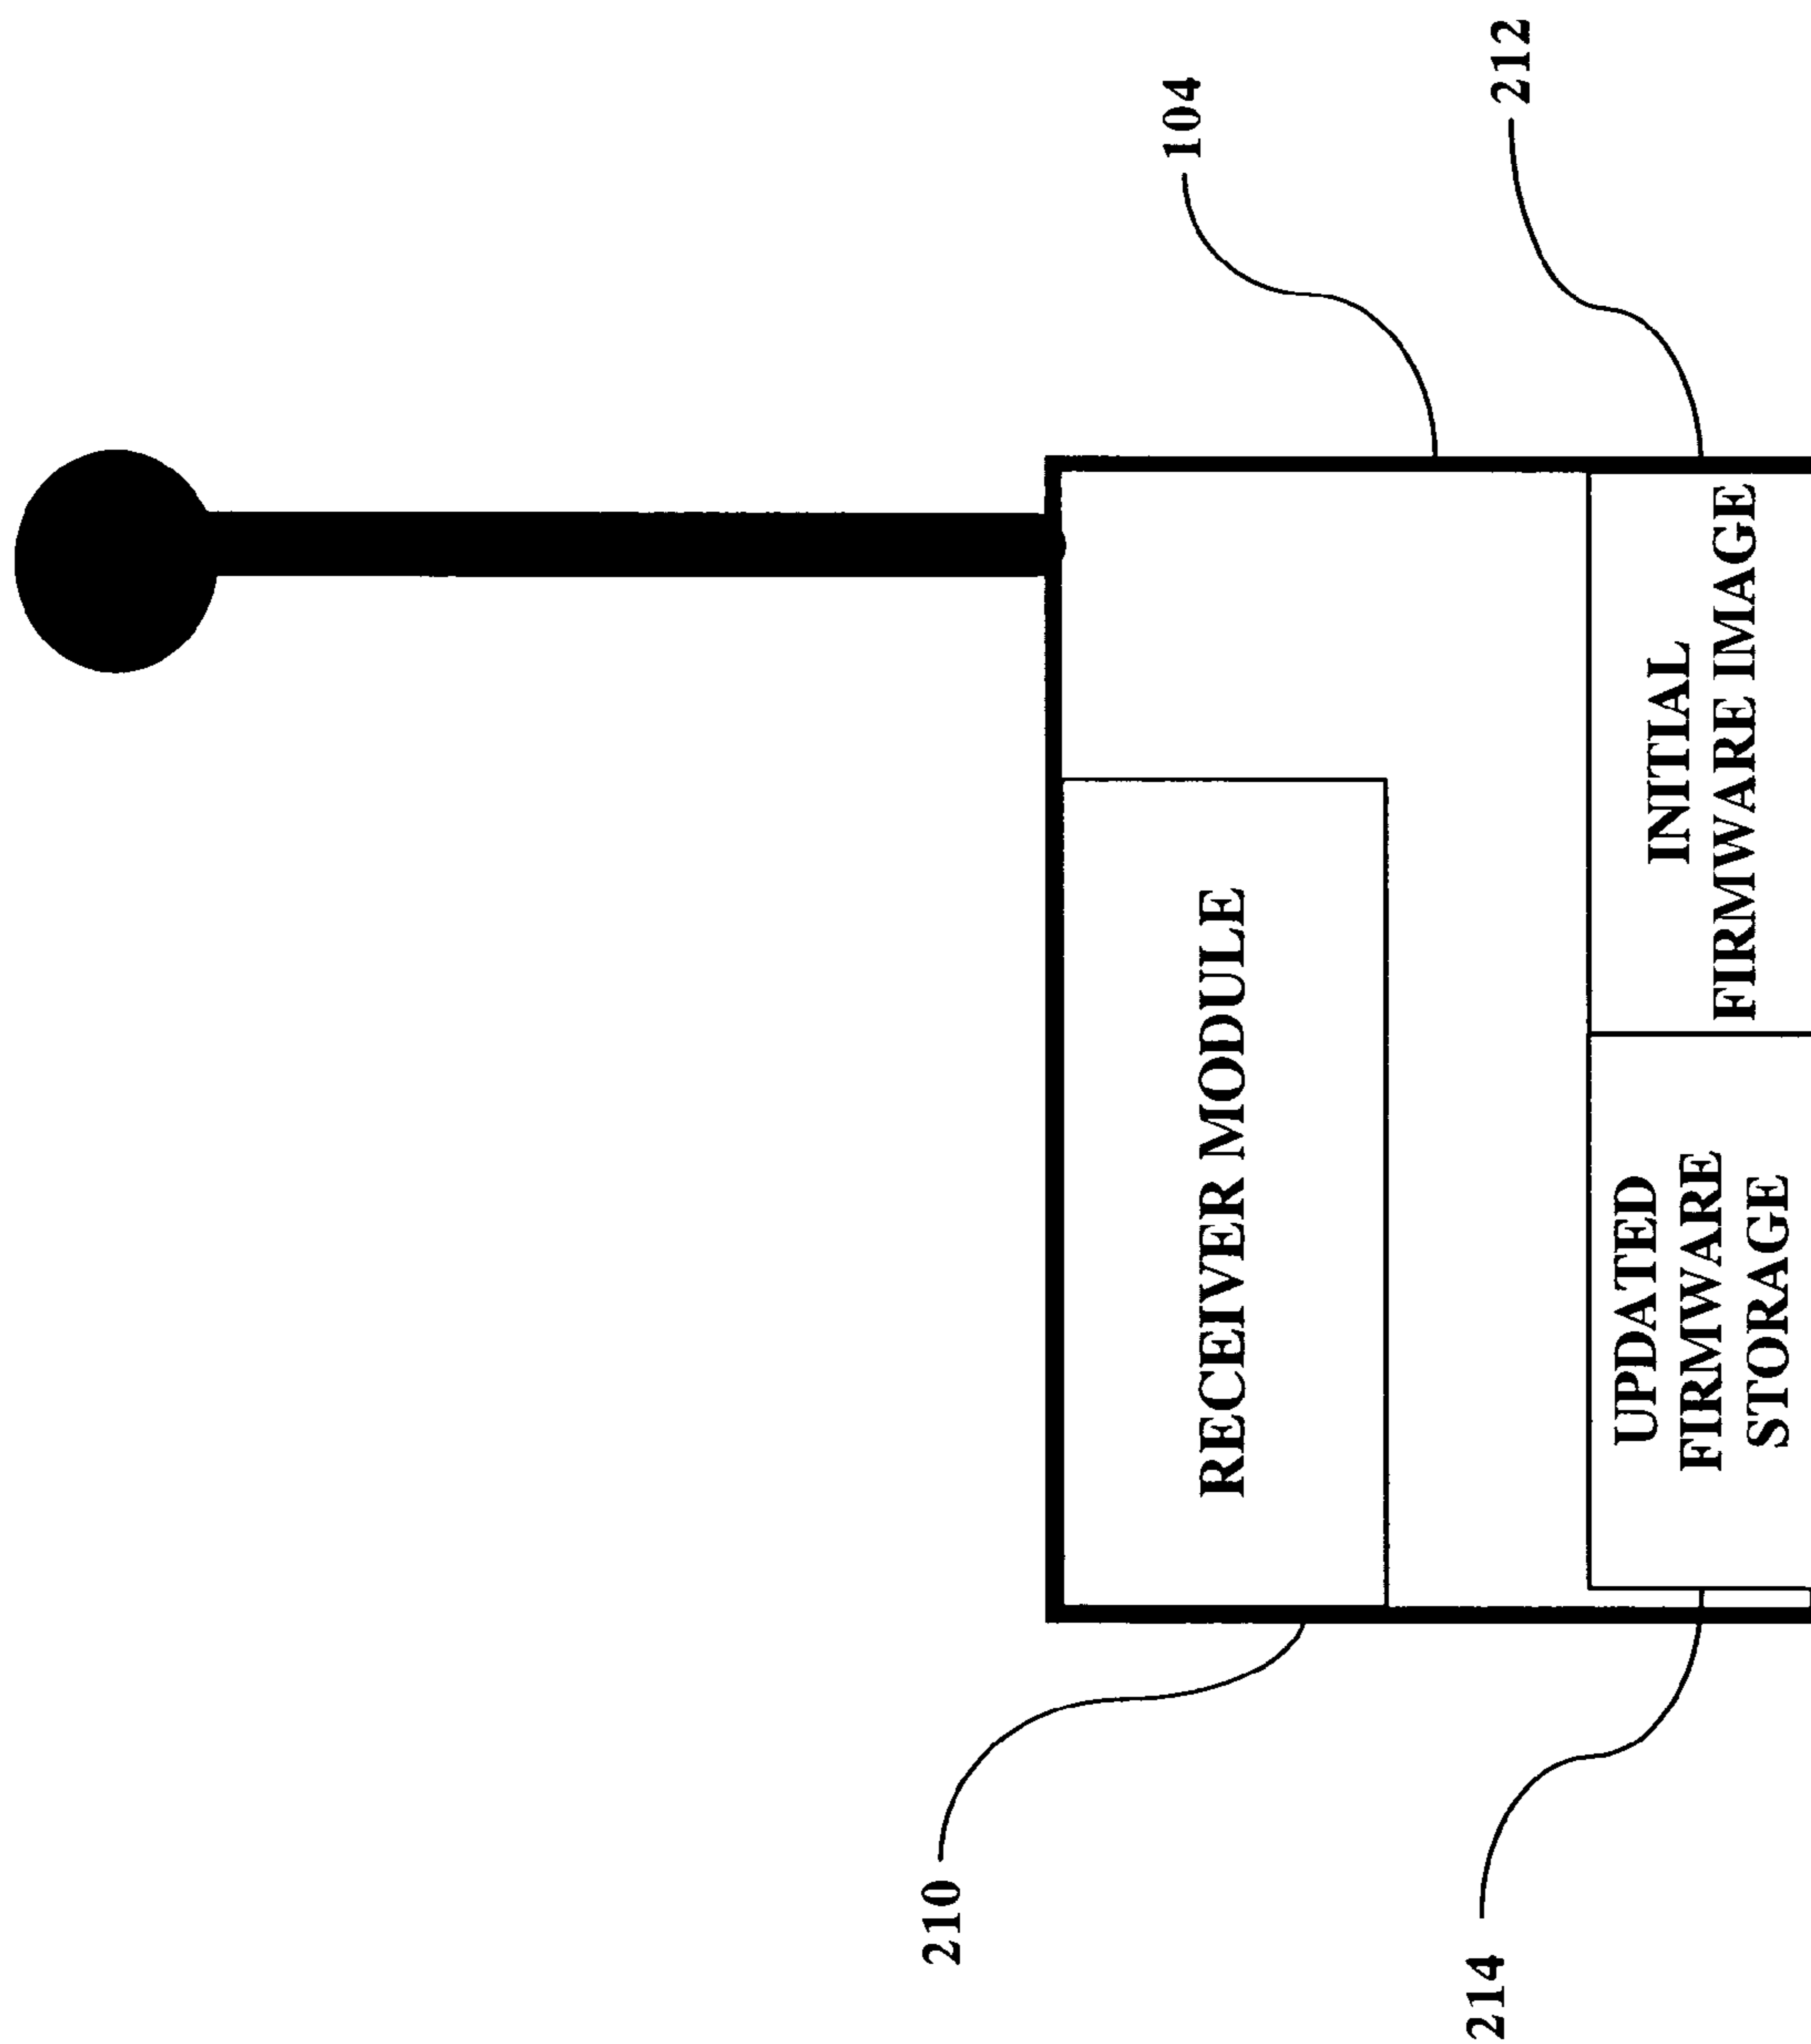 210
104
RECEIVER MODULE
214
212
UPDATED
FIRMWARE
STORAGE
INITIAL
FIRMWARE IMAGE